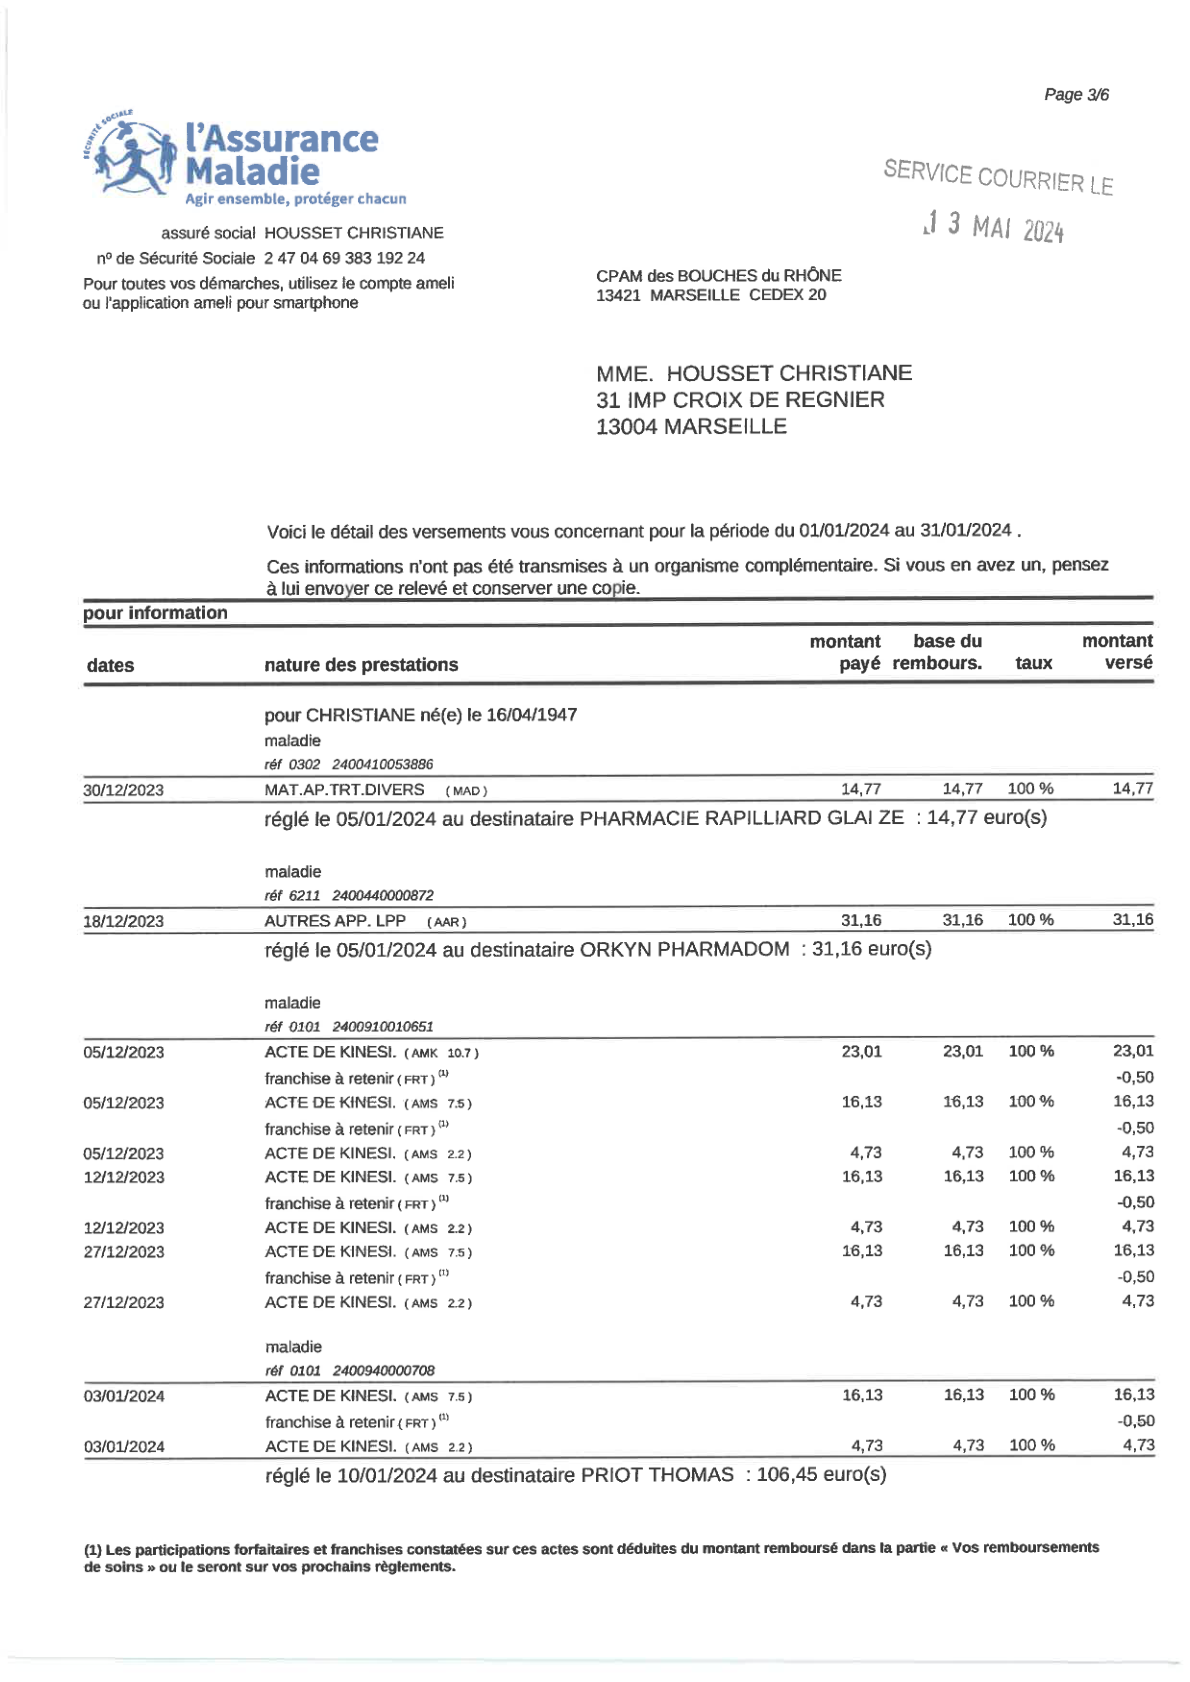 Page 3/6
SÉCURITÉ SOCIALE
l'Assurance
Maladie
Agir ensemble, protéger chacun
SERVICE COURRIER LE
13 MAI 2024
assuré social HOUSSET CHRISTIANE
nº de Sécurité Sociale 2 47 04 69 383 192 24
Pour toutes vos démarches, utilisez le compte ameli
ou l'application ameli pour smartphone
CPAM des BOUCHES du RHÔNE
13421 MARSEILLE CEDEX 20
MME. HOUSSET CHRISTIANE
31 IMP CROIX DE REGNIER
13004 MARSEILLE
Voici le détail des versements vous concernant pour la période du 01/01/2024 au 31/01/2024 .
Ces informations n'ont pas été transmises à un organisme complémentaire. Si vous en avez un, pensez
à lui envoyer ce relevé et conserver une copie.
pour information
dates nature des prestations montant payé base du rembours. taux montant versé
pour CHRISTIANE né(e) le 16/04/1947
maladie
réf 0302 2400410053886
30/12/2023 MAT.AP.TRT.DIVERS (MAD) 14,77 14,77 100 % 14,77
réglé le 05/01/2024 au destinataire PHARMACIE RAPILLIARD GLAI ZE : 14,77 euro(s)
maladie
réf 6211 2400440000872
18/12/2023 AUTRES APP. LPP (AAR) 31,16 31,16 100 % 31,16
réglé le 05/01/2024 au destinataire ORKYN PHARMADOM : 31,16 euro(s)
maladie
réf 0101 2400910010651
05/12/2023 ACTE DE KINESI. (AMK 10.7) 23,01 23,01 100 % 23,01
franchise à retenir (FRT) (1) -0,50
05/12/2023 ACTE DE KINESI. (AMS 7.5) 16,13 16,13 100 % 16,13
franchise à retenir (FRT) (1) -0,50
05/12/2023 ACTE DE KINESI. (AMS 2.2) 4,73 4,73 100 % 4,73
12/12/2023 ACTE DE KINESI. (AMS 7.5) 16,13 16,13 100 % 16,13
franchise à retenir (FRT) (1) -0,50
12/12/2023 ACTE DE KINESI. (AMS 2.2) 4,73 4,73 100 % 4,73
27/12/2023 ACTE DE KINESI. (AMS 7.5) 16,13 16,13 100 % 16,13
franchise à retenir (FRT) (1) -0,50
27/12/2023 ACTE DE KINESI. (AMS 2.2) 4,73 4,73 100 % 4,73
maladie
réf 0101 2400940000708
03/01/2024 ACTE DE KINESI. (AMS 7.5) 16,13 16,13 100 % 16,13
franchise à retenir (FRT) (1) -0,50
03/01/2024 ACTE DE KINESI. (AMS 2.2) 4,73 4,73 100 % 4,73
réglé le 10/01/2024 au destinataire PRIOT THOMAS : 106,45 euro(s)
(1) Les participations forfaitaires et franchises constatées sur ces actes sont déduites du montant remboursé dans la partie « Vos remboursements
de soins » ou le seront sur vos prochains règlements.